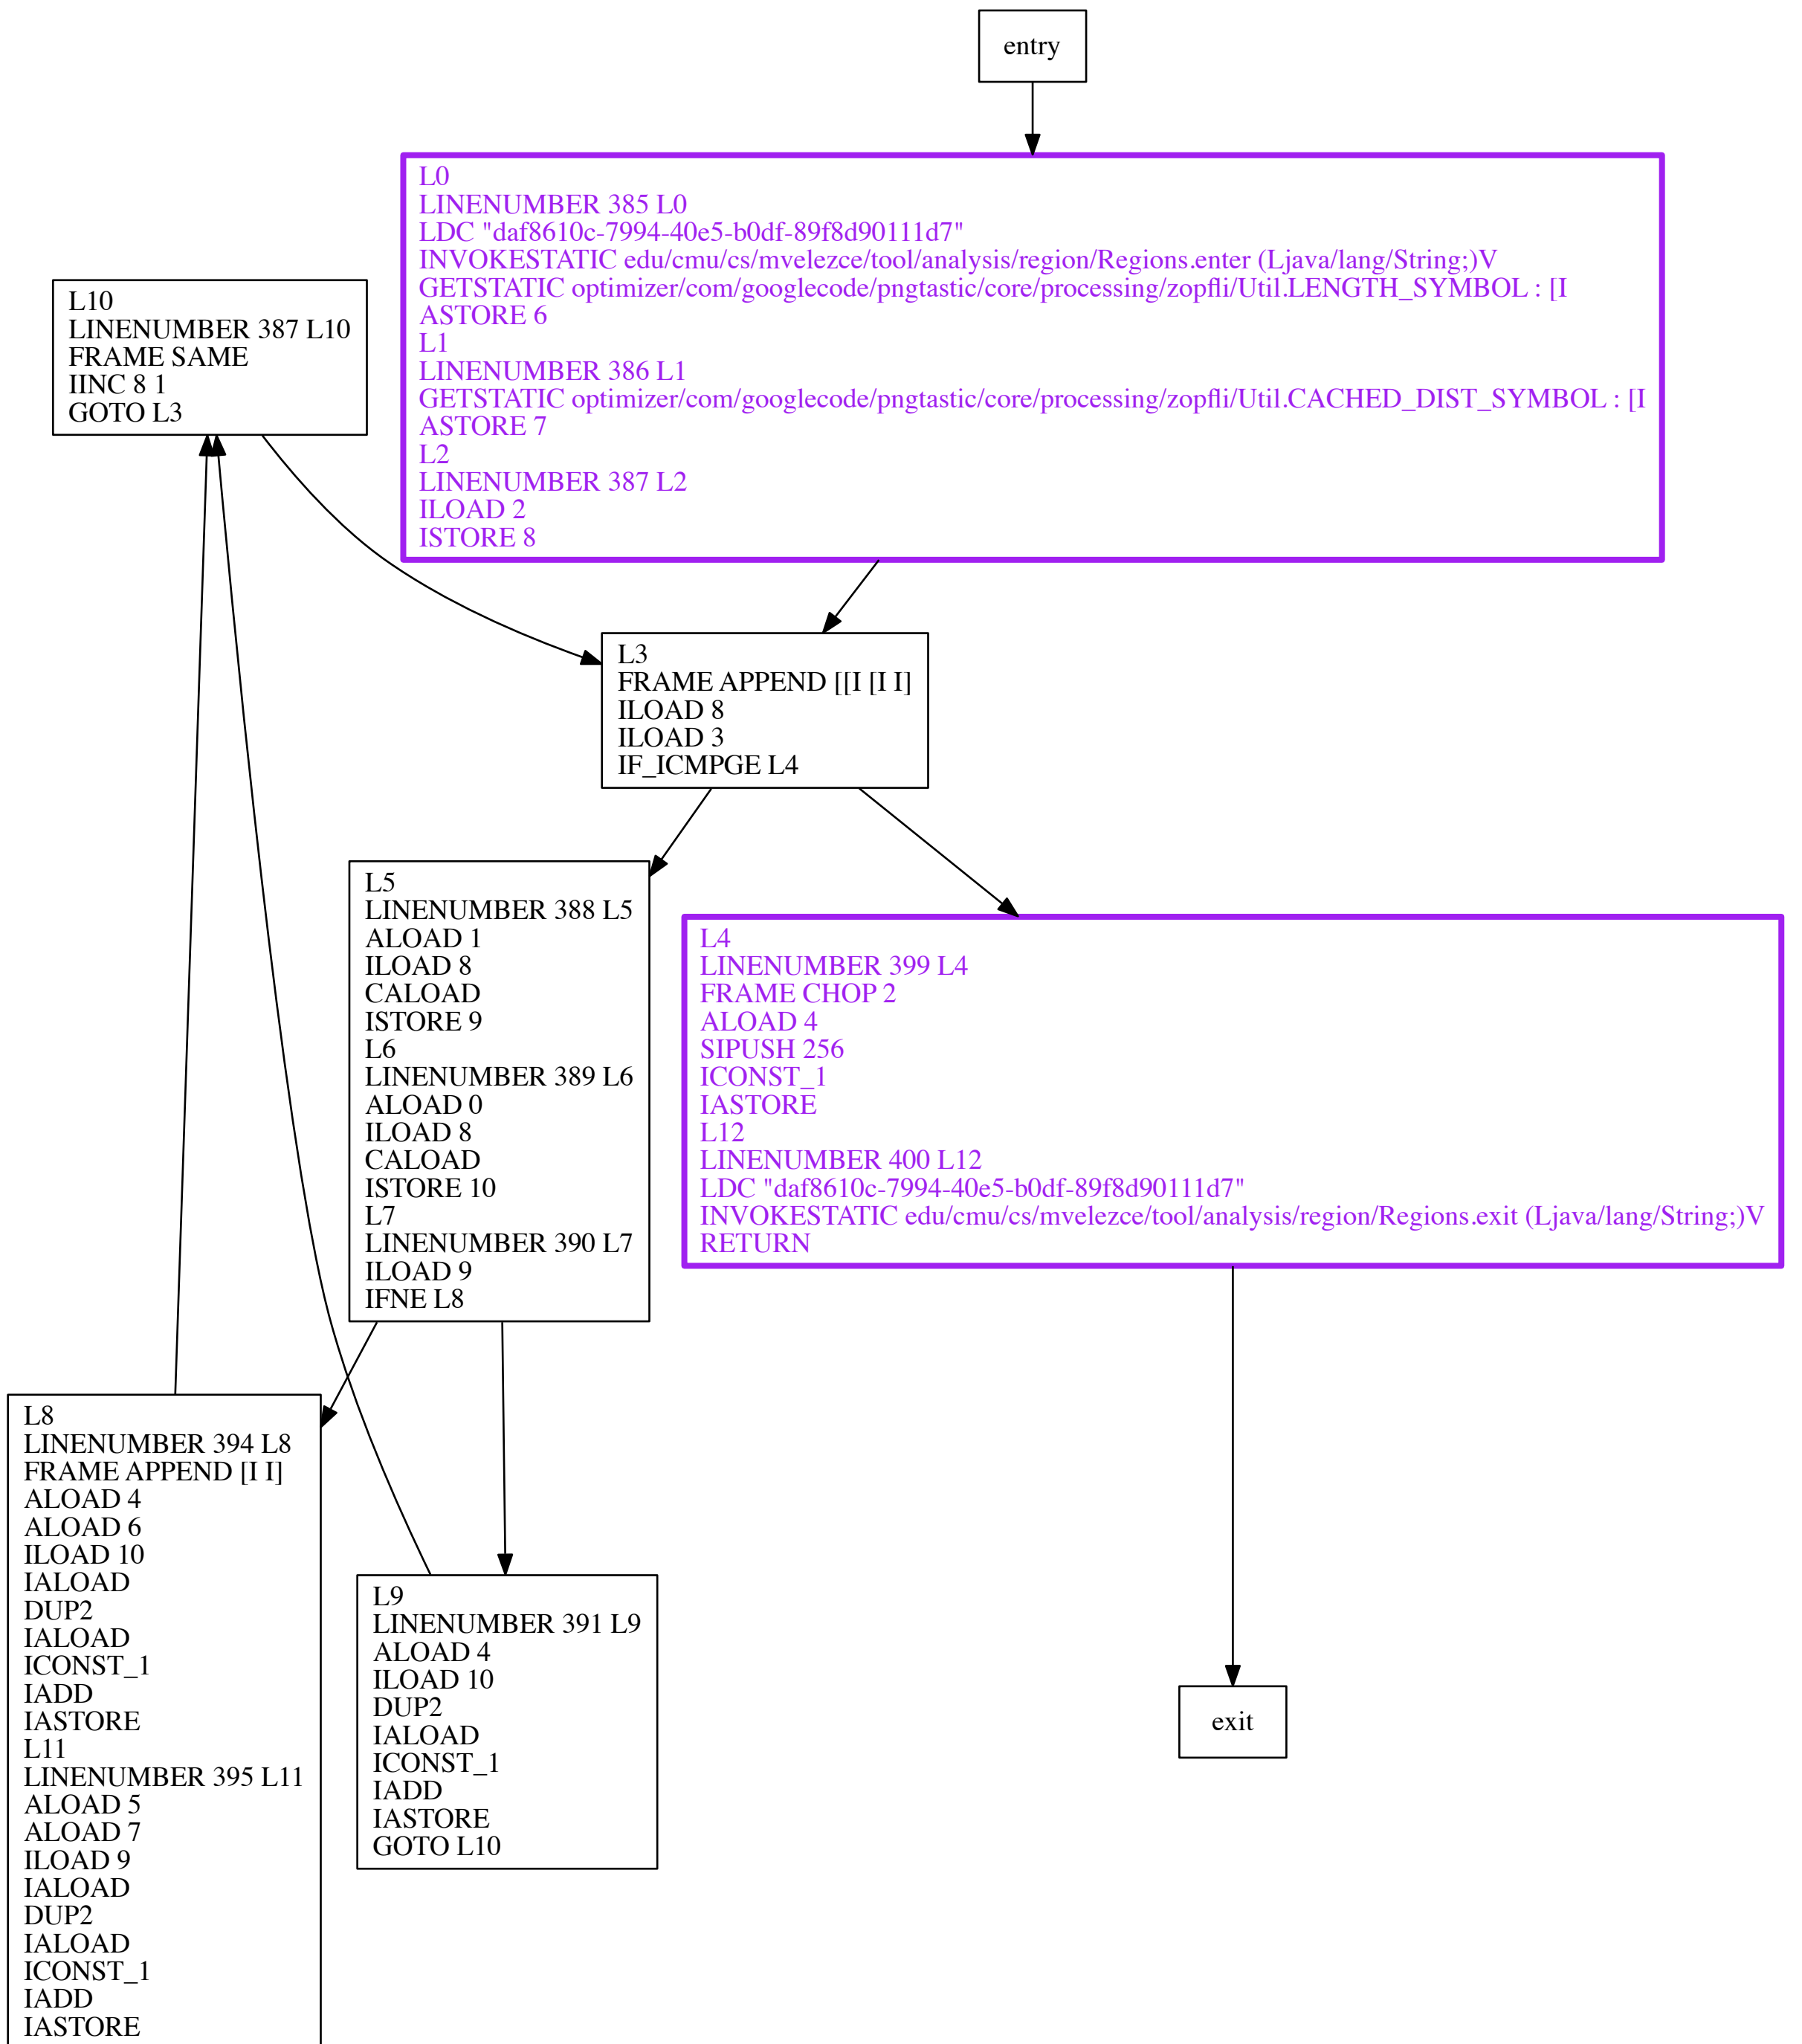 entry
L0
LINENUMBER 385 L0
LDC "daf8610c-7994-40e5-b0df-89f8d90111d7"
INVOKESTATIC edu/cmu/cs/mvelezce/tool/analysis/region/Regions.enter (Ljava/lang/String;)V
GETSTATIC optimizer/com/googlecode/pngtastic/core/processing/zopfli/Util.LENGTH_SYMBOL : [I
ASTORE 6
L1
LINENUMBER 386 L1
GETSTATIC optimizer/com/googlecode/pngtastic/core/processing/zopfli/Util.CACHED_DIST_SYMBOL : [I
ASTORE 7
L2
LINENUMBER 387 L2
ILOAD 2
ISTORE 8
L10
LINENUMBER 387 L10
FRAME SAME
IINC 8 1
GOTO L3
L3
FRAME APPEND [[I [I I]
ILOAD 8
ILOAD 3
IF_ICMPGE L4
L5
LINENUMBER 388 L5
ALOAD 1
ILOAD 8
CALOAD
ISTORE 9
L6
LINENUMBER 389 L6
ALOAD 0
ILOAD 8
CALOAD
ISTORE 10
L7
LINENUMBER 390 L7
ILOAD 9
IFNE L8
L4
LINENUMBER 399 L4
FRAME CHOP 2
ALOAD 4
SIPUSH 256
ICONST_1
IASTORE
L12
LINENUMBER 400 L12
LDC "daf8610c-7994-40e5-b0df-89f8d90111d7"
INVOKESTATIC edu/cmu/cs/mvelezce/tool/analysis/region/Regions.exit (Ljava/lang/String;)V
RETURN
L8
LINENUMBER 394 L8
FRAME APPEND [I I]
ALOAD 4
ALOAD 6
ILOAD 10
IALOAD
DUP2
IALOAD
ICONST_1
IADD
IASTORE
L11
LINENUMBER 395 L11
ALOAD 5
ALOAD 7
ILOAD 9
IALOAD
DUP2
IALOAD
ICONST_1
IADD
IASTORE
L9
LINENUMBER 391 L9
ALOAD 4
ILOAD 10
DUP2
IALOAD
ICONST_1
IADD
IASTORE
GOTO L10
exit